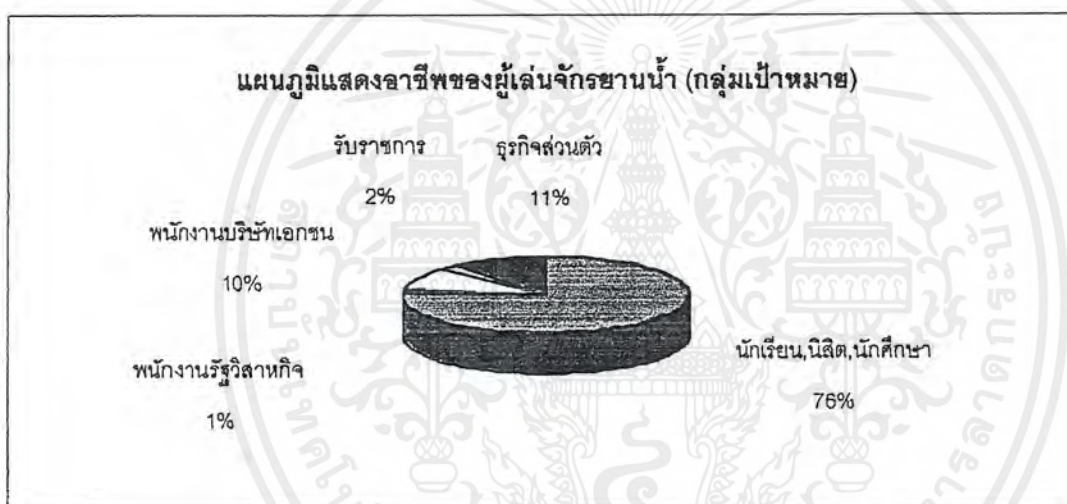 แผนภูมิแสดงอาชีพของผู้เล่นจักรยานน้ำ (กลุ่มเป้าหมาย)
รับราชการ ธุรกิจส่วนตัว
2% 11%
พนักงานบริษัทเอกชน
10%
นักเรียน,นิสิต,นักศึกษา
76%
พนักงานรัฐวิสาหกิจ
1%